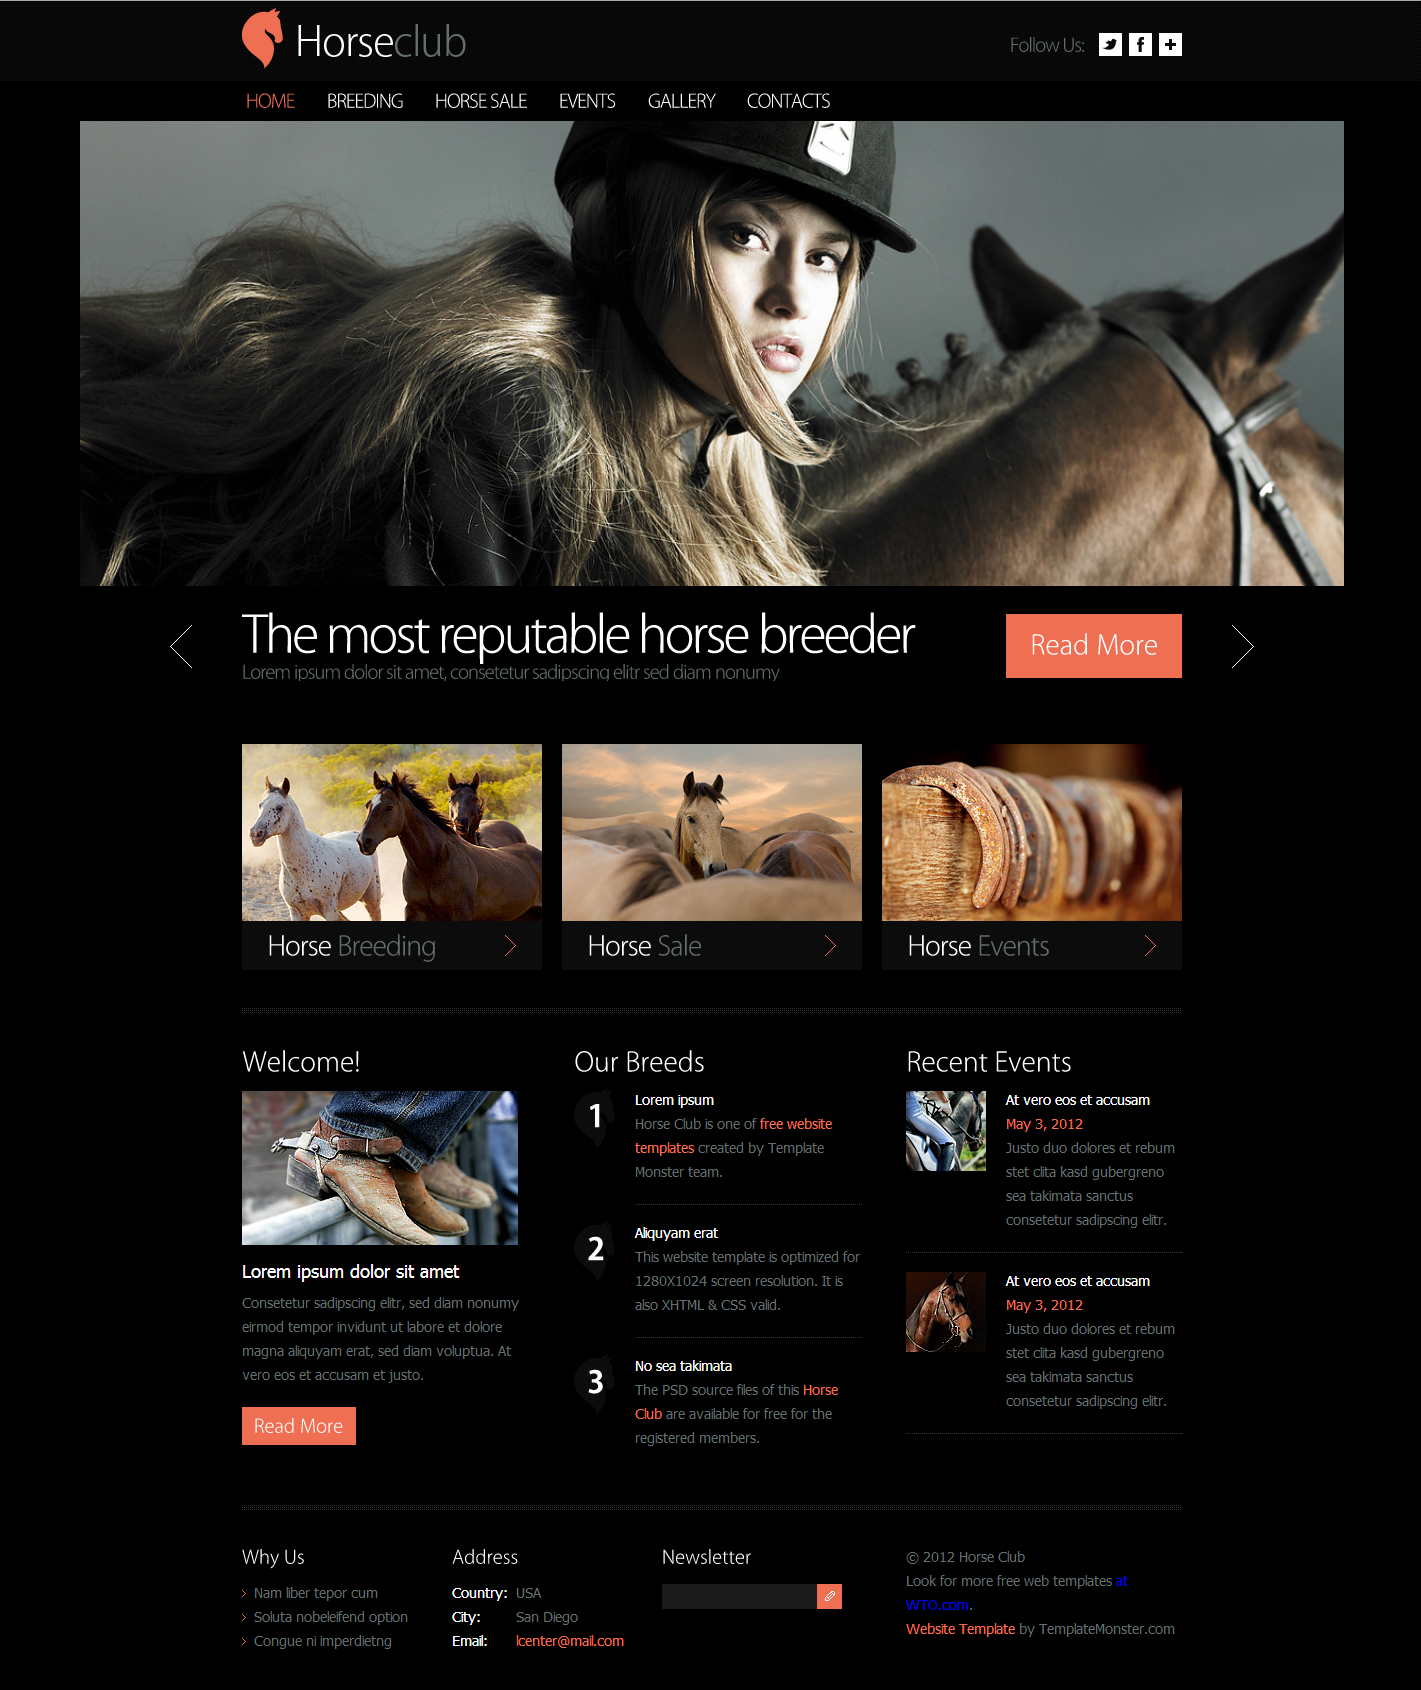 Horseclub
Follow Us:
HOME BREEDING HORSE SALE EVENTS GALLERY CONTACTS
The most reputable horse breeder
Lorem ipsum dolor sit amet, consetetur sadipscing elitr sed diam nonumy
Read More
Horse Breeding
Horse Sale
Horse Events
Welcome!
Lorem ipsum dolor sit amet
Consetetur sadipscing elitr, sed diam nonumy
eirmod tempor invidunt ut labore et dolore
magna aliquyam erat, sed diam voluptua. At
vero eos et accusam et justo.
Read More
Our Breeds
1
Lorem ipsum
Horse Club is one of free website
templates created by Template
Monster team.
2
Aliquyam erat
This website template is optimized for
1280X1024 screen resolution. It is
also XHTML & CSS valid.
3
No sea takimata
The PSD source files of this Horse
Club are available for free for the
registered members.
Recent Events
At vero eos et accusam
May 3, 2012
Justo duo dolores et rebum
stet clita kasd gubergreno
sea takimata sanctus
consetetur sadipscing elitr.
At vero eos et accusam
May 3, 2012
Justo duo dolores et rebum
stet clita kasd gubergreno
sea takimata sanctus
consetetur sadipscing elitr.
Why Us
Nam liber tepor cum
Soluta nobeleifend option
Congue ni imperdietng
Address
Country: USA
City: San Diego
Email: lcenter@mail.com
Newsletter
© 2012 Horse Club
Look for more free web templates at
WTO.com.
Website Template by TemplateMonster.com